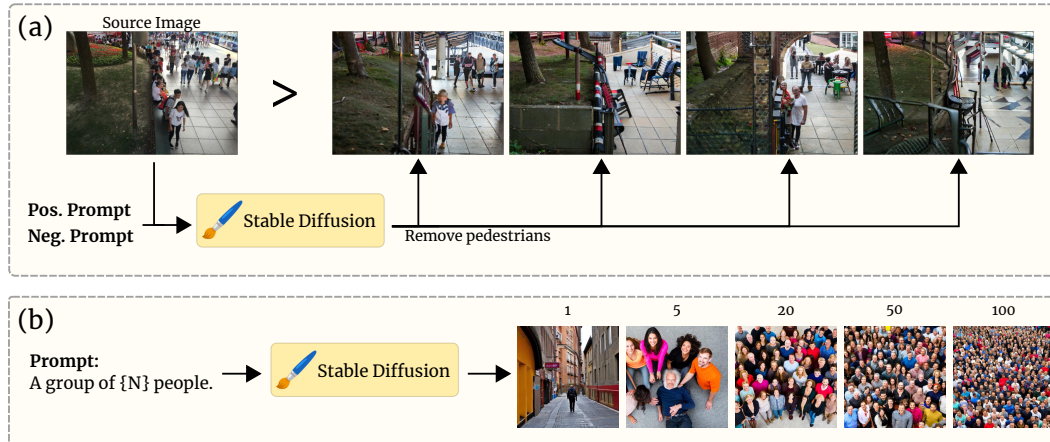 (a)
Source Image
>
Pos. Prompt
Neg. Prompt
Stable Diffusion
Remove pedestrians
(b)
1 5 20 50 100
Prompt:
A group of {N} people.
Stable Diffusion